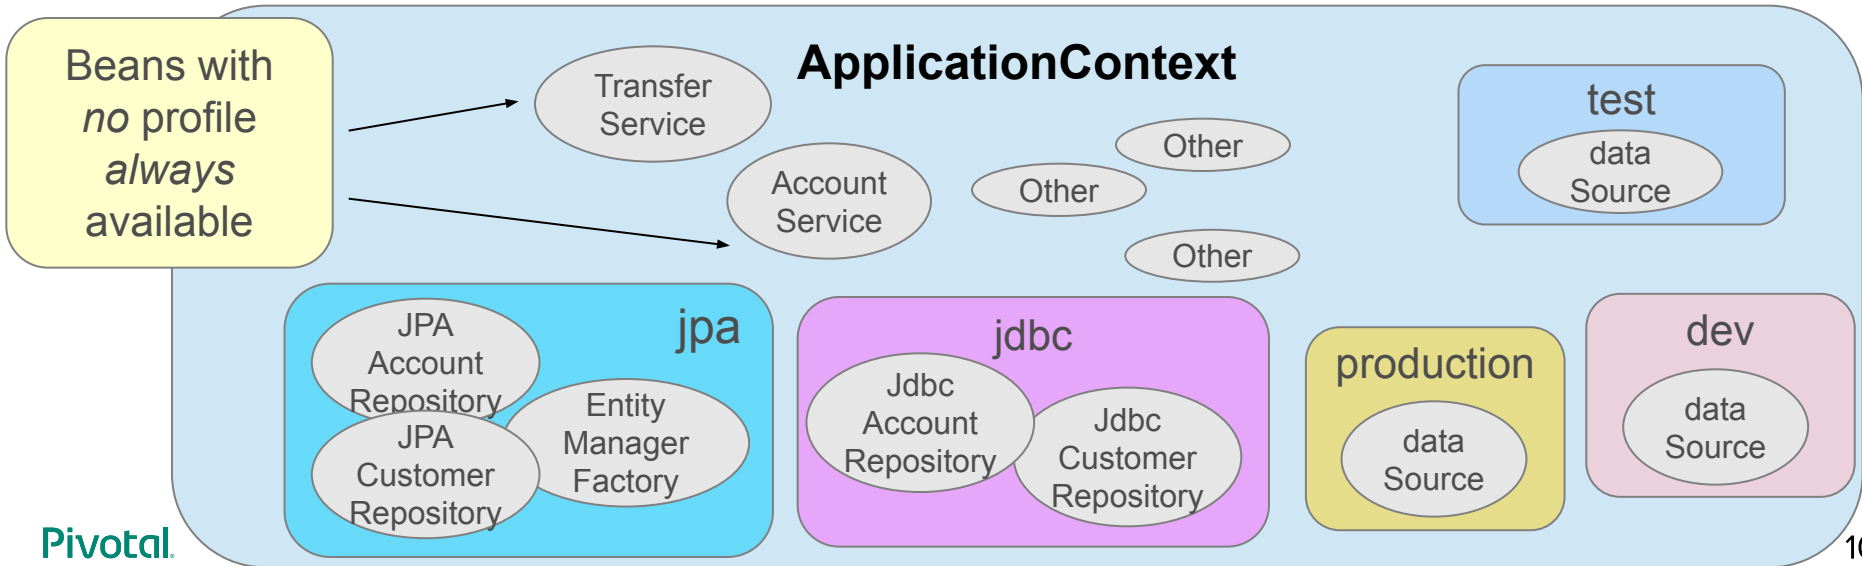 Beans with
no profile
always
available
ApplicationContext
Transfer
Service
Account
Service
Other
Other
Other
test
data
Source
jpa
JPA
Account
Repository
JPA
Customer
Repository
Entity
Manager
Factory
jdbc
Jdbc
Account
Repository
Jdbc
Customer
Repository
production
data
Source
dev
data
Source
Pivotal